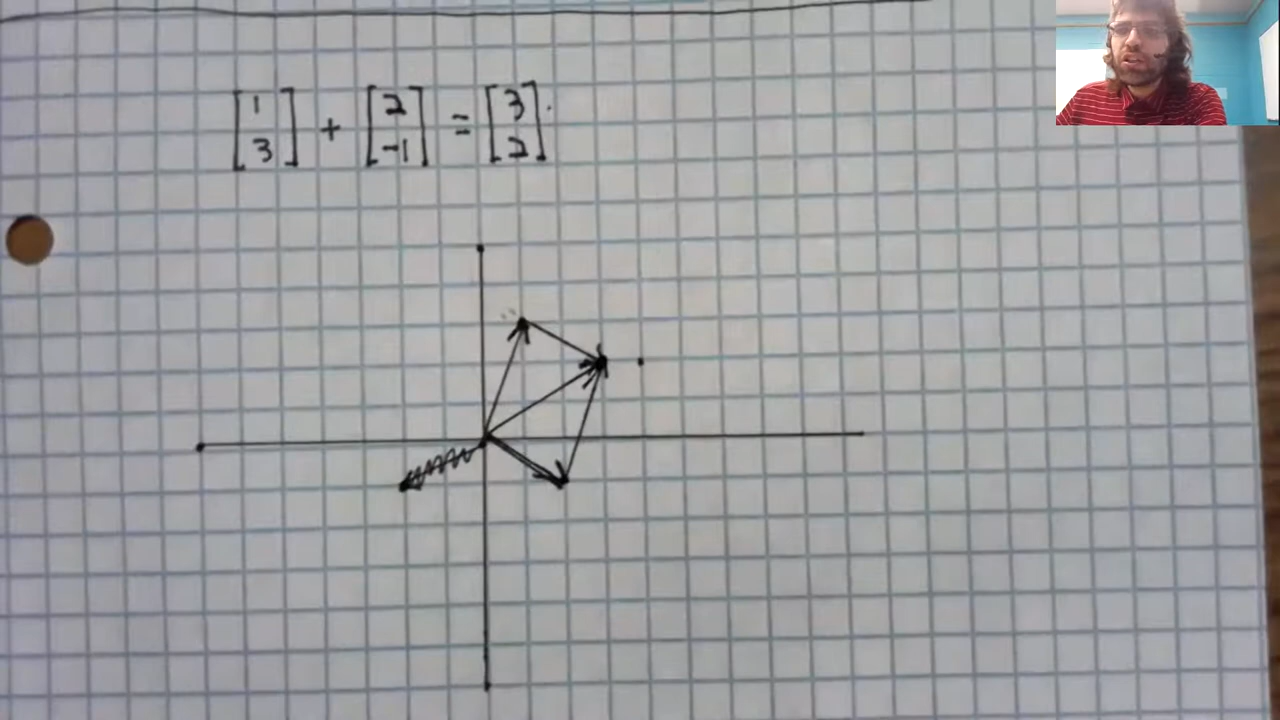 [1 3] + [2 -1] = [3 2].